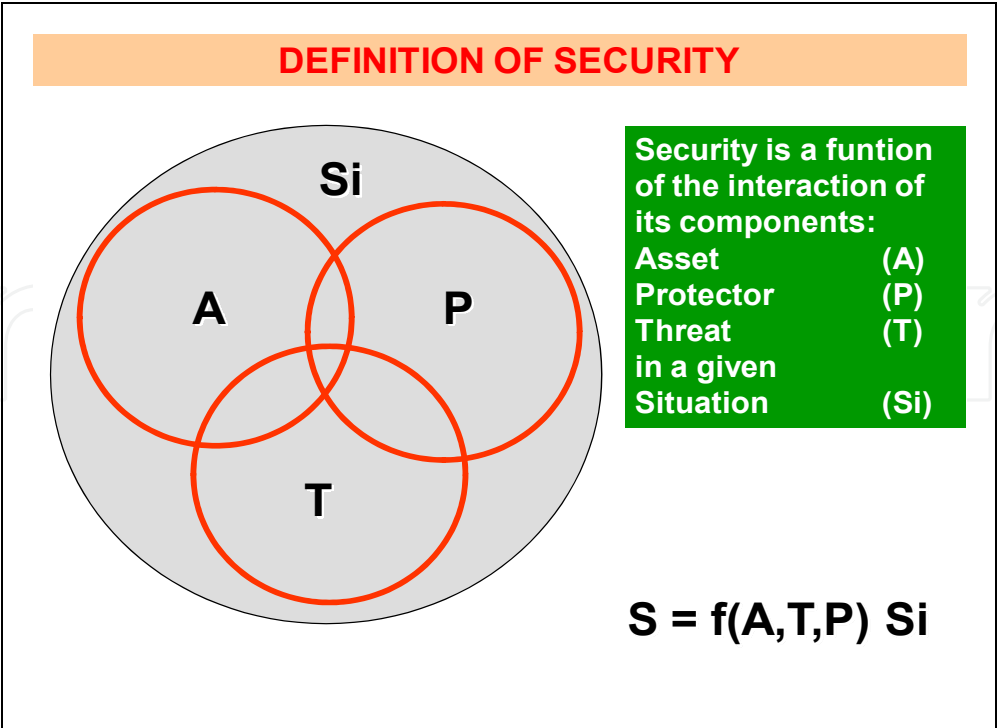 DEFINITION OF SECURITY
Si
A
P
T
Security is a funtion
of the interaction of
its components:
Asset (A)
Protector (P)
Threat (T)
in a given
Situation (Si)
S = f(A,T,P) Si